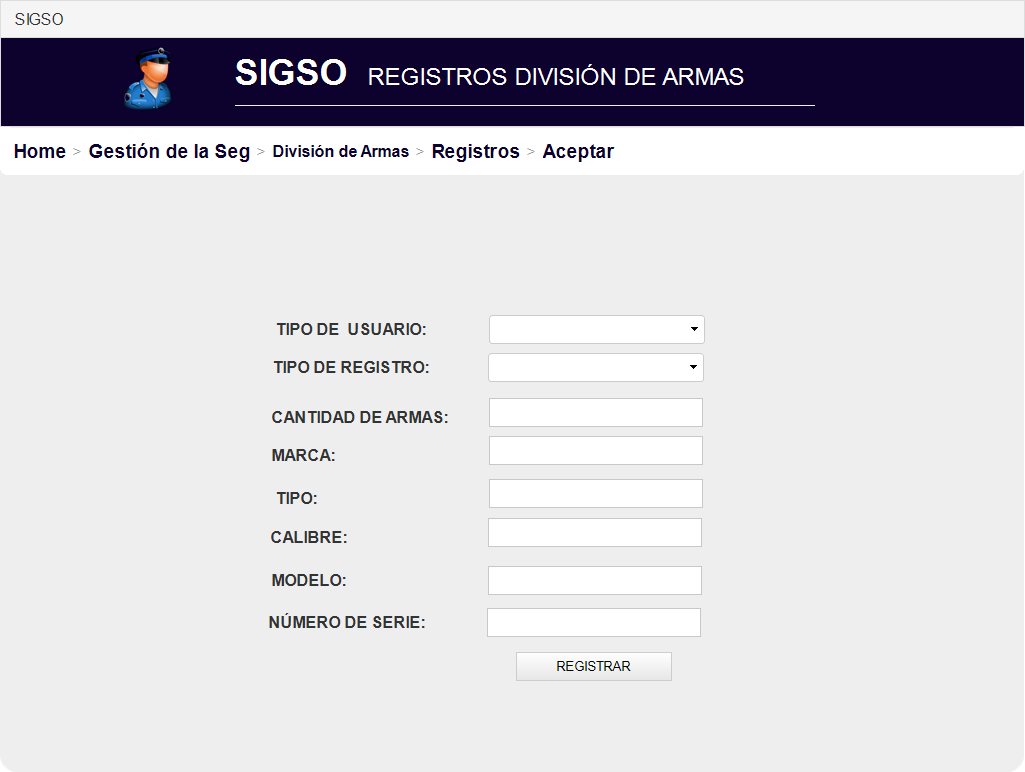 SIGSO
SIGSO REGISTROS DIVISIÓN DE ARMAS
Home > Gestión de la Seg > División de Armas > Registros > Aceptar
TIPO DE USUARIO:
TIPO DE REGISTRO:
CANTIDAD DE ARMAS:
MARCA:
TIPO:
CALIBRE:
MODELO:
NÚMERO DE SERIE:
REGISTRAR